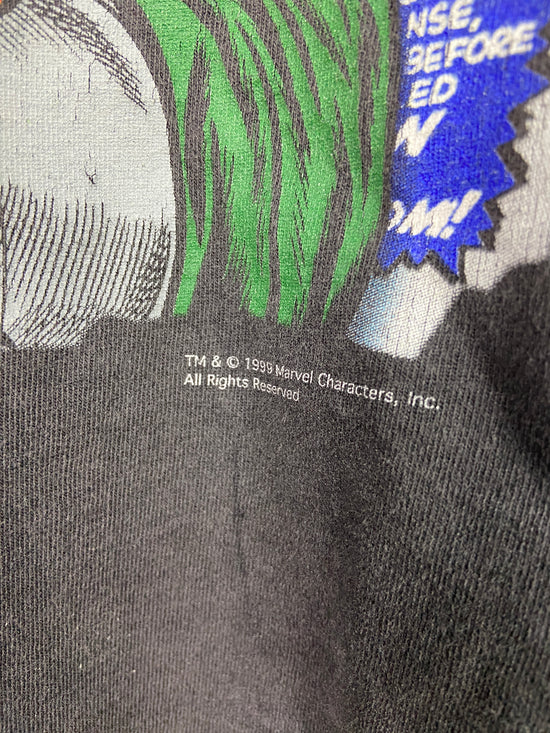 NSE,
BEFORE
ED
OM!
TM & © 1999 Marvel Characters, Inc.
All Rights Reserved